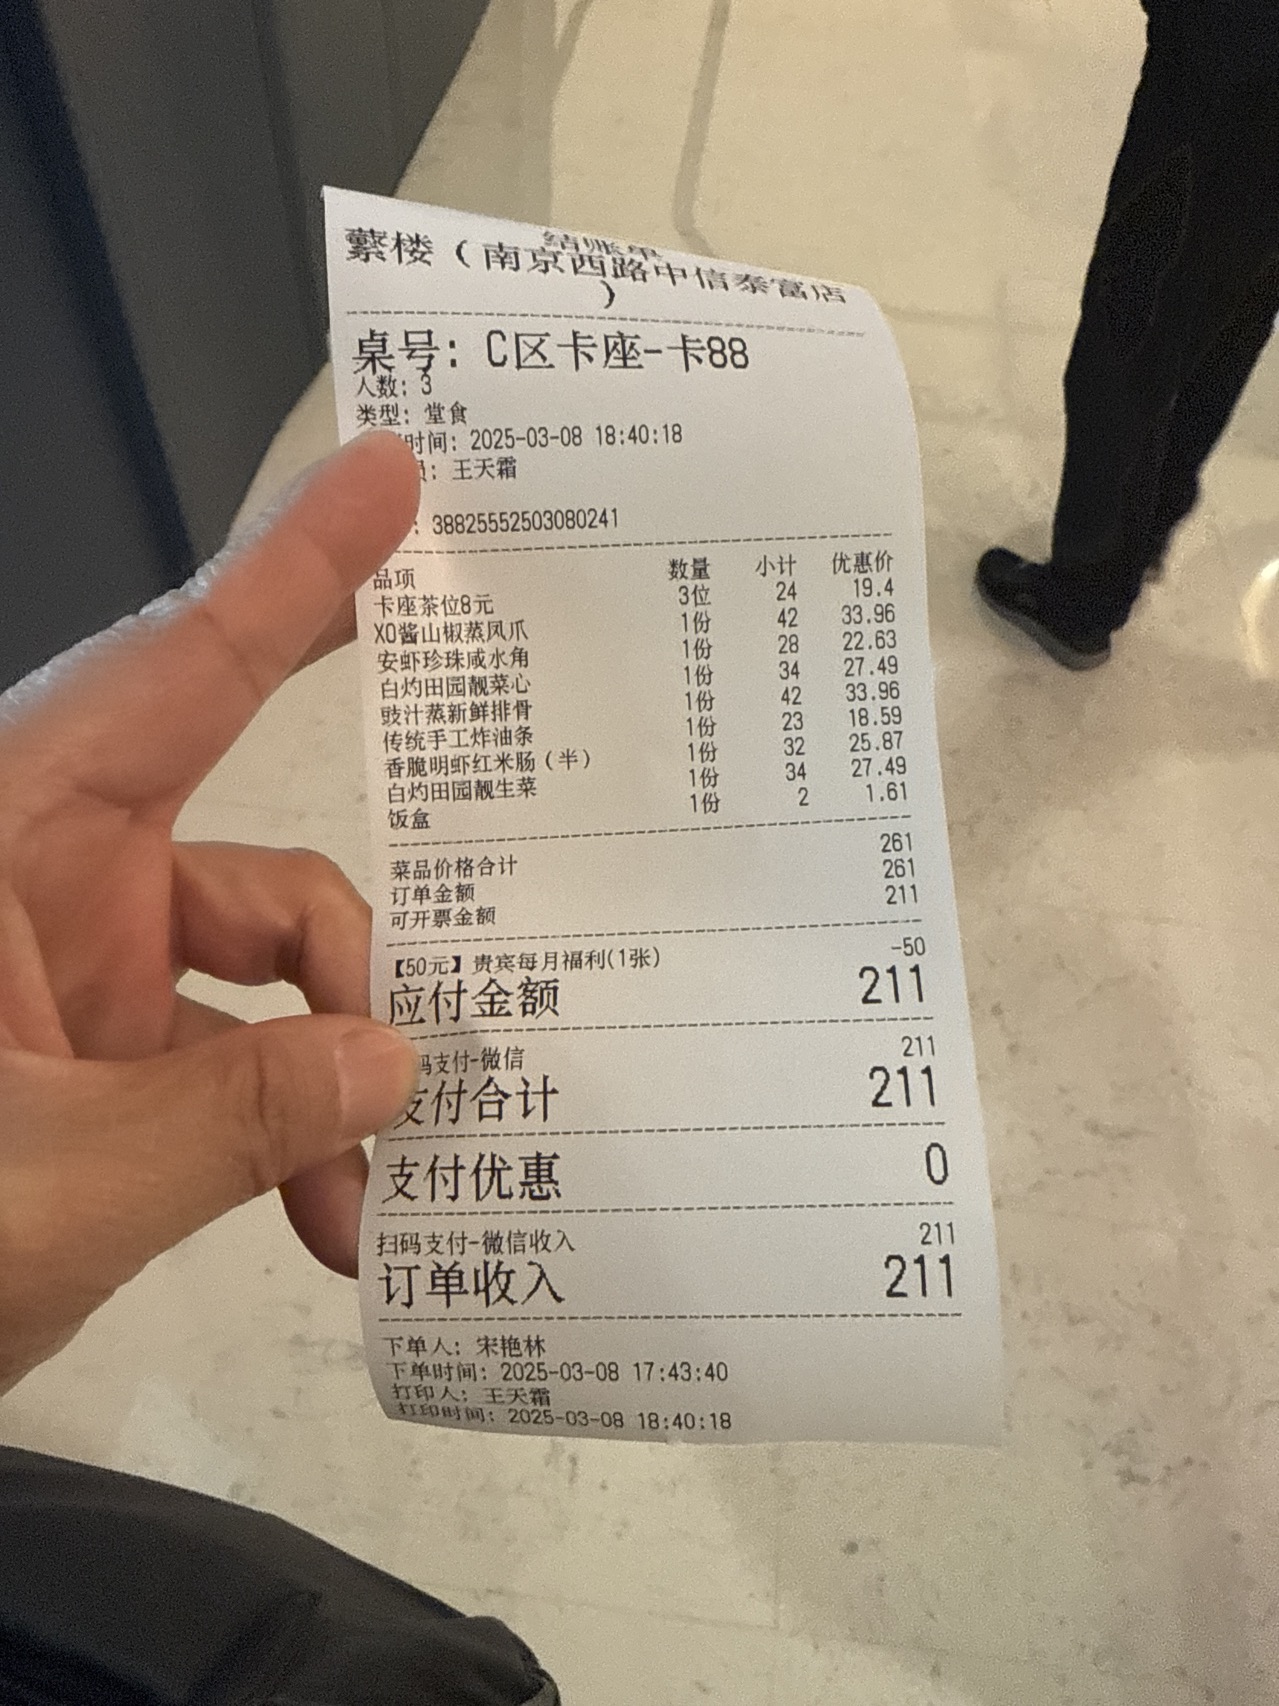 结账单
蘩楼（南京西路中信泰富店
）
桌号：C区卡座-卡88
人数：3
类型：堂食
时间：2025-03-08 18:40:18
员：王天霜
：38825552503080241
品项 数量 小计 优惠价
卡座茶位8元 3位 24 19.4
XO酱山椒蒸凤爪 1份 42 33.96
安虾珍珠咸水角 1份 28 22.63
白灼田园靓菜心 1份 34 27.49
豉汁蒸新鲜排骨 1份 42 33.96
传统手工炸油条 1份 23 18.59
香脆明虾红米肠（半） 1份 32 25.87
白灼田园靓生菜 1份 34 27.49
饭盒 1份 2 1.61
菜品价格合计 261
订单金额 261
可开票金额 211
【50元】贵宾每月福利(1张) -50
应付金额 211
码支付-微信 211
支付合计 211
支付优惠 0
扫码支付-微信收入 211
订单收入 211
下单人：宋艳林
下单时间：2025-03-08 17:43:40
打印人：王天霜
打印时间：2025-03-08 18:40:18